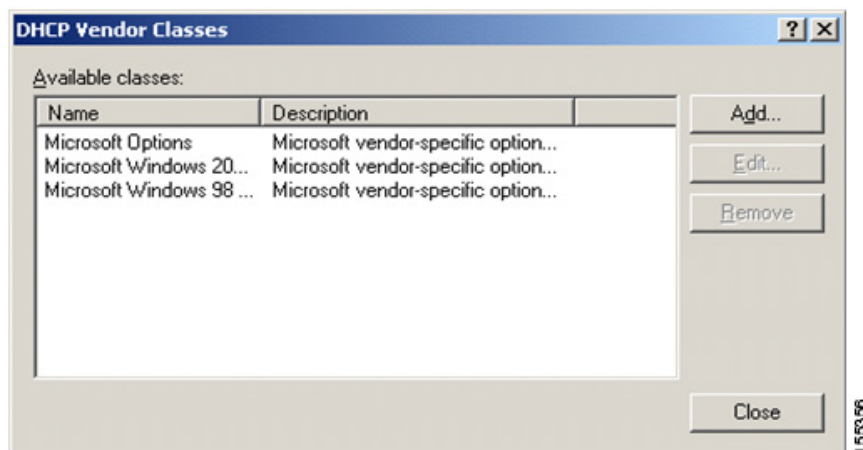 DHCP Vendor Classes
Available classes:
Name Description
Microsoft Options Microsoft vendor-specific option...
Microsoft Windows 20... Microsoft vendor-specific option...
Microsoft Windows 98 ... Microsoft vendor-specific option...
Add...
Edit...
Remove
Close
155356